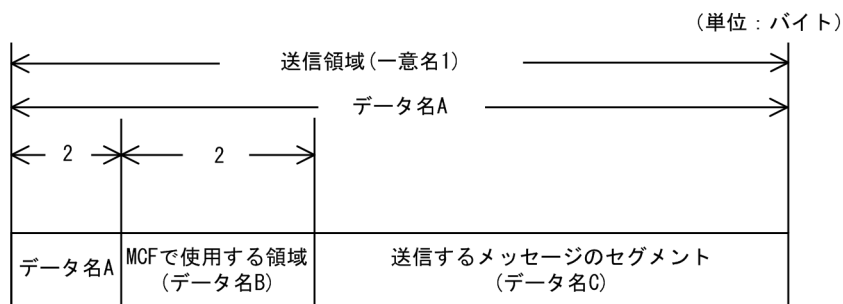 (単位：バイト)
送信領域(一意名1)
データ名A
2
2
データ名A
MCFで使用する領域
(データ名B)
送信するメッセージのセグメント
(データ名C)